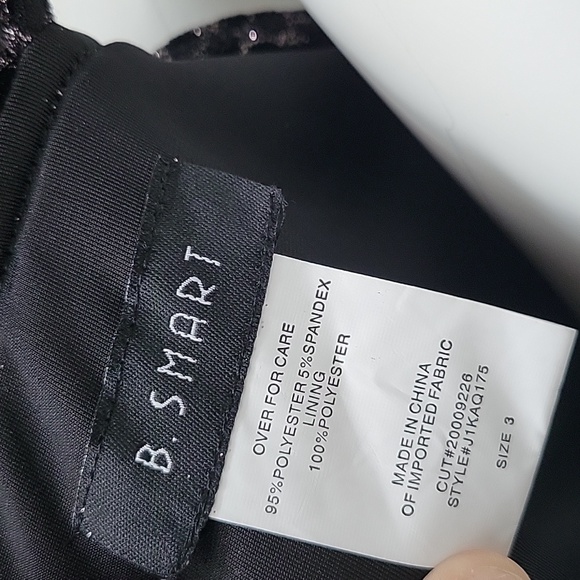 B.SMART
OVER FOR CARE
95%POLYESTER 5%SPANDEX
LINING
100%POLYESTER
MADE IN CHINA
OF IMPORTED FABRIC
CUT#20009226
STYLE#J1KAQ175
SIZE 3